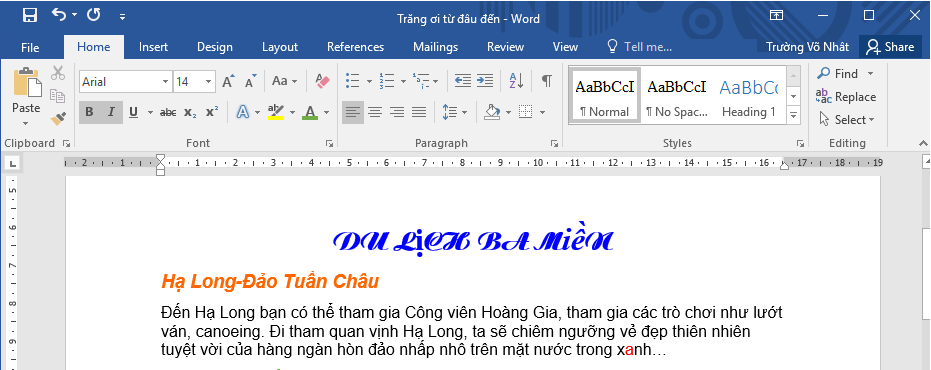 Trăng ơi từ đâu đến - Word
File Home Insert Design Layout References Mailings Review View Tell me... Trường Võ Nhât Share
Paste Arial 14 A A Aa A AaBbCcI AaBbCcI AaBbCc Find
¶ Normal ¶ No Spac... Heading 1 Replace
B I U abc X₂ X² A ab A Select
Clipboard Font Paragraph Styles Editing
2 1 1 2 3 4 5 6 7 8 9 10 11 12 13 14 15 16 17 18 19
DU LỊCH BA MIỀN
Hạ Long-Đảo Tuần Châu
Đến Hạ Long bạn có thể tham gia Công viên Hoàng Gia, tham gia các trò chơi như lướt
ván, canoeing. Đi tham quan vịnh Hạ Long, ta sẽ chiêm ngưỡng vẻ đẹp thiên nhiên
tuyệt vời của hàng ngàn hòn đảo nhấp nhô trên mặt nước trong xanh…